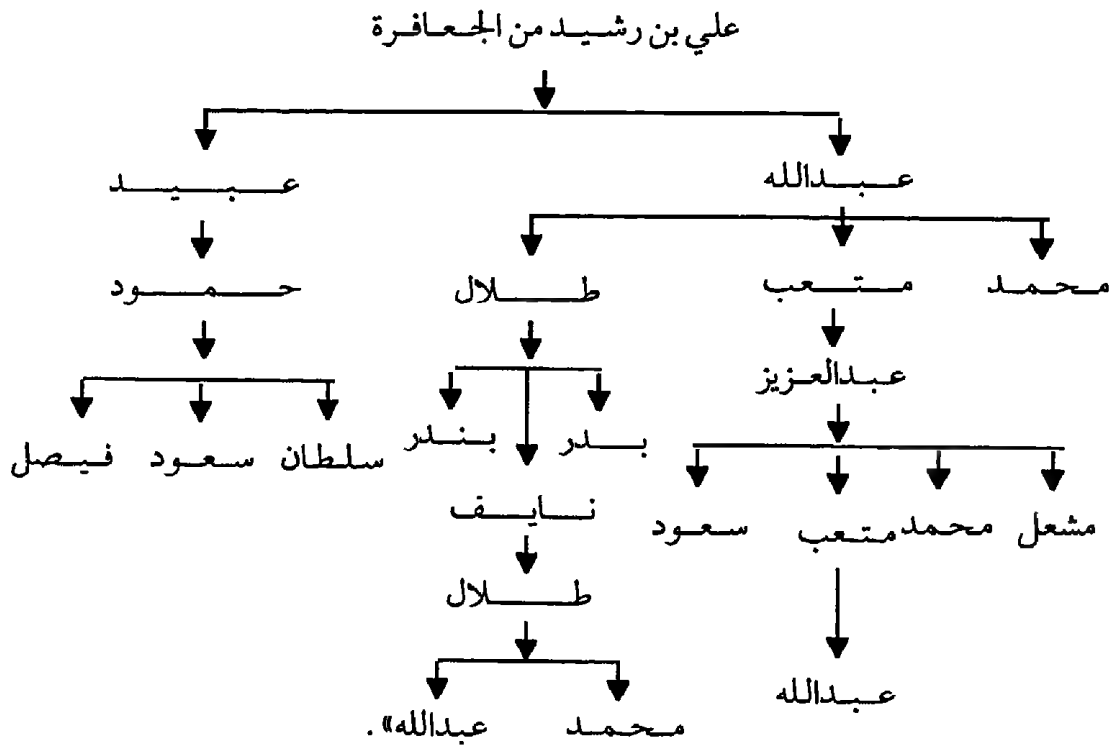 علي بن رشيد من الجعافرة
عبدالله عبيد
محمد متعب طلال حمود
عبدالعزيز
بدر بندر سلطان سعود فيصل
مشعل محمد متعب سعود نايف
طلال
عبدالله
محمد عبدالله».